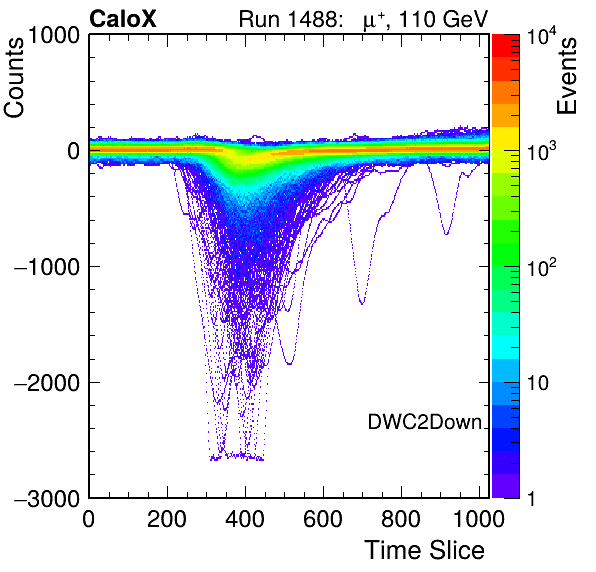 CaloX Run 1488: μ⁺, 110 GeV
Counts
1000
0
−1000
−2000
−3000
0 200 400 600 800 1000
Time Slice
DWC2Down
Events
10⁴
10³
10²
10
1